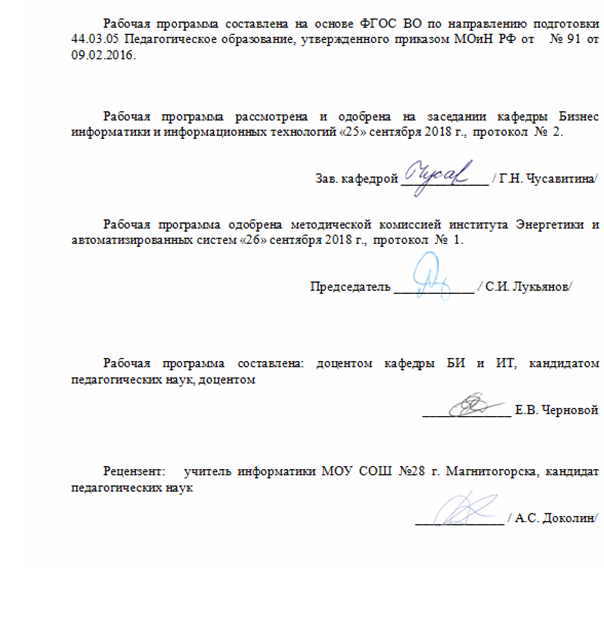 Рабочая программа составлена на основе ФГОС ВО по направлению подготовки
44.03.05 Педагогическое образование, утвержденного приказом МОиН РФ от № 91 от
09.02.2016.
Рабочая программа рассмотрена и одобрена на заседании кафедры Бизнес
информатики и информационных технологий «25» сентября 2018 г., протокол № 2.
Зав. кафедрой ______________ / Г.Н. Чусавитина/
Рабочая программа одобрена методической комиссией института Энергетики и
автоматизированных систем «26» сентября 2018 г., протокол № 1.
Председатель _____________ / С.И. Лукьянов/
Рабочая программа составлена: доцентом кафедры БИ и ИТ, кандидатом
педагогических наук, доцентом
______________ Е.В. Черновой
Рецензент: учитель информатики МОУ СОШ №28 г. Магнитогорска, кандидат
педагогических наук
______________ / А.С. Доколин/